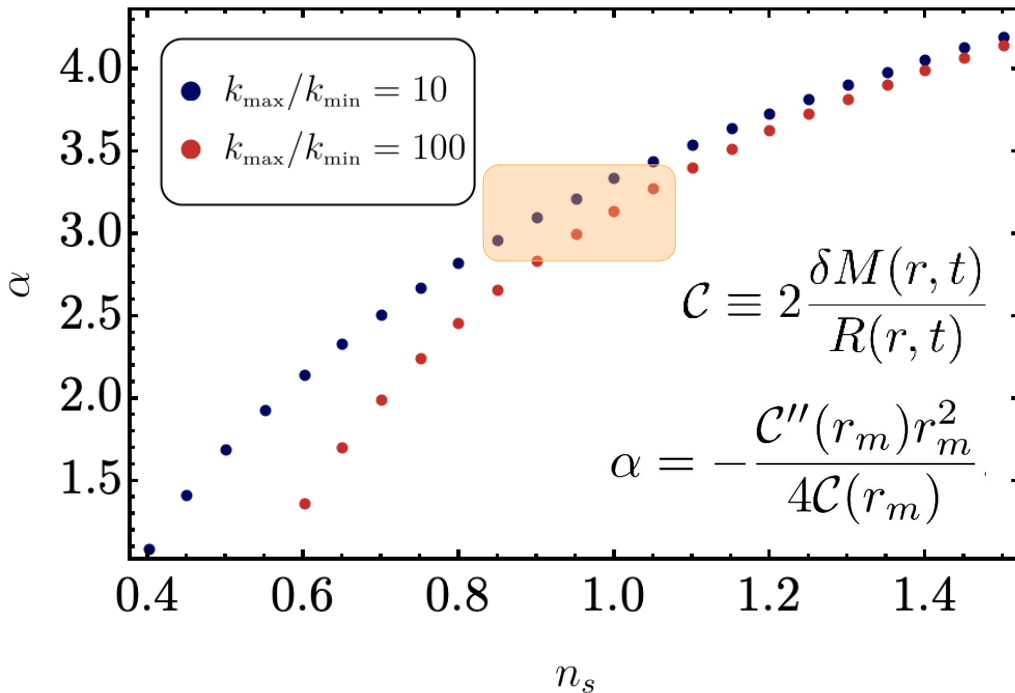 4.0
3.5
3.0
2.5
2.0
1.5
α
k_max/k_min = 10
k_max/k_min = 100
𝒞 ≡ 2 δM(r, t) / R(r, t)
α = − 𝒞″(r_m) r_m^2 / 4𝒞(r_m) .
0.4 0.6 0.8 1.0 1.2 1.4
n_s